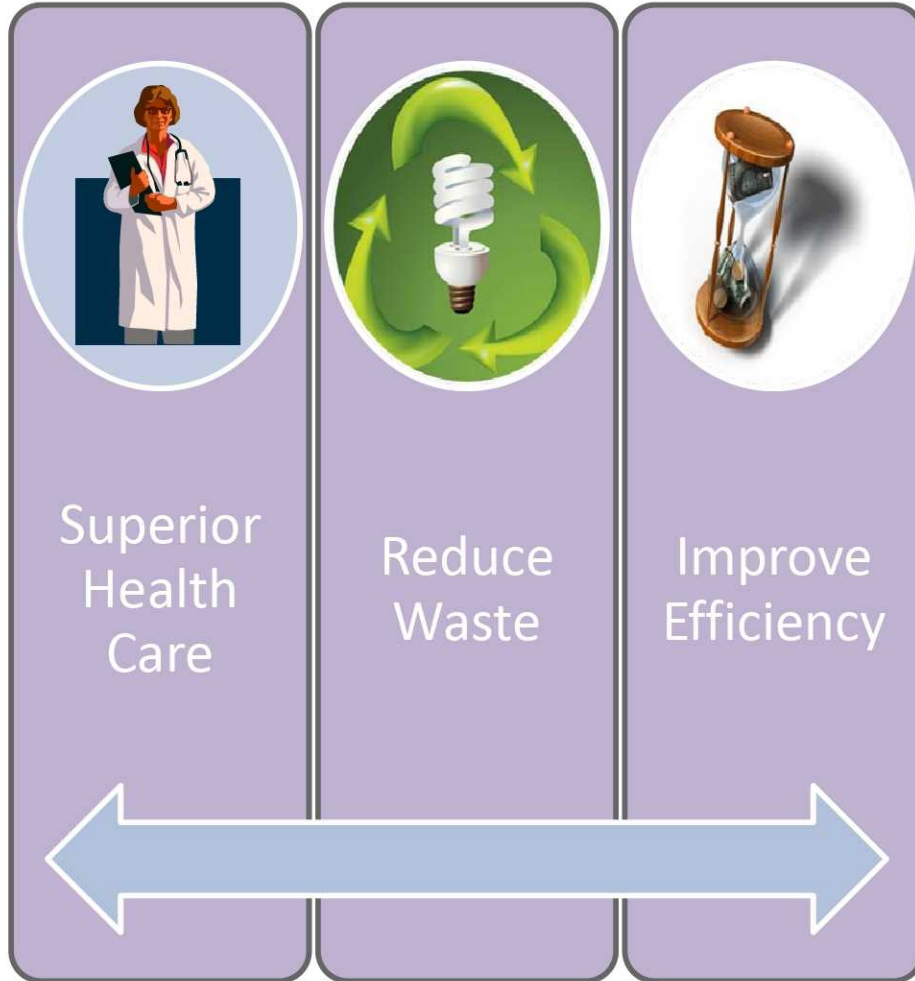 Superior
Health
Care
Reduce
Waste
Improve
Efficiency